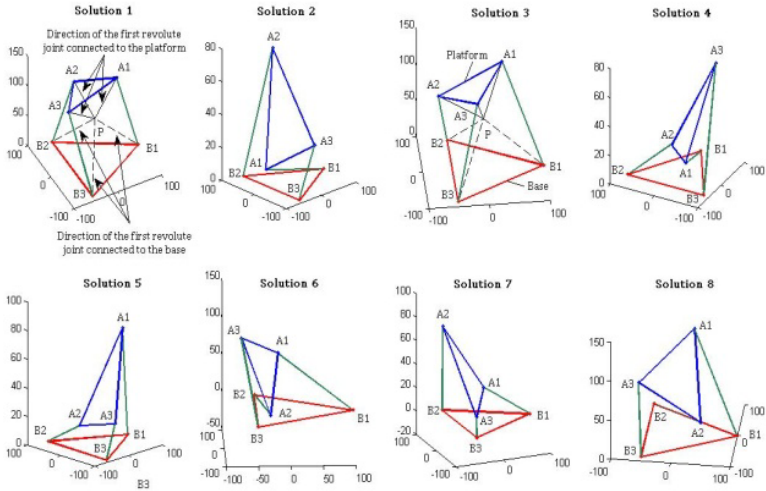 Solution 1
Direction of the first revolute
joint connected to the platform
150
100
50
0
100
0
-100
-100
0
100
A2
A1
A3
P
B2
B1
B3
Direction of the first revolute
joint connected to the base
Solution 2
80
60
40
20
0
100
0
-100
-100
0
100
A2
A3
A1
B1
B2
B3
Solution 3
150
100
50
0
100
0
-100
-100
0
100
Platform
A1
A2
A3
P
B2
B1
B3
Base
Solution 4
80
60
40
20
0
100
0
-100
-100
0
100
A3
A2
A1
B1
B2
B3
Solution 5
100
80
60
40
20
0
100
0
-100
-100
0
100
A1
A2
A3
B2
B1
B3
Solution 6
150
100
50
0
-50
-100
-50
0
50
100
A3
A1
B2
A2
B1
B3
Solution 7
100
80
60
40
20
0
-20
100
0
-100
-100
0
100
A2
A1
A3
B2
B1
B3
Solution 8
150
100
50
0
-100
0
100
-100
0
100
A1
A3
B2
A2
B1
B3